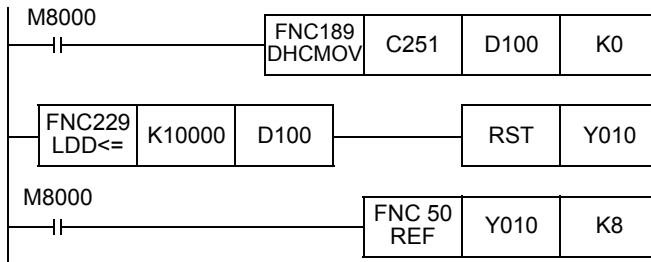 M8000
FNC189
DHCMOV C251 D100 K0
FNC229
LDD<= K10000 D100 RST Y010
M8000
FNC 50
REF Y010 K8